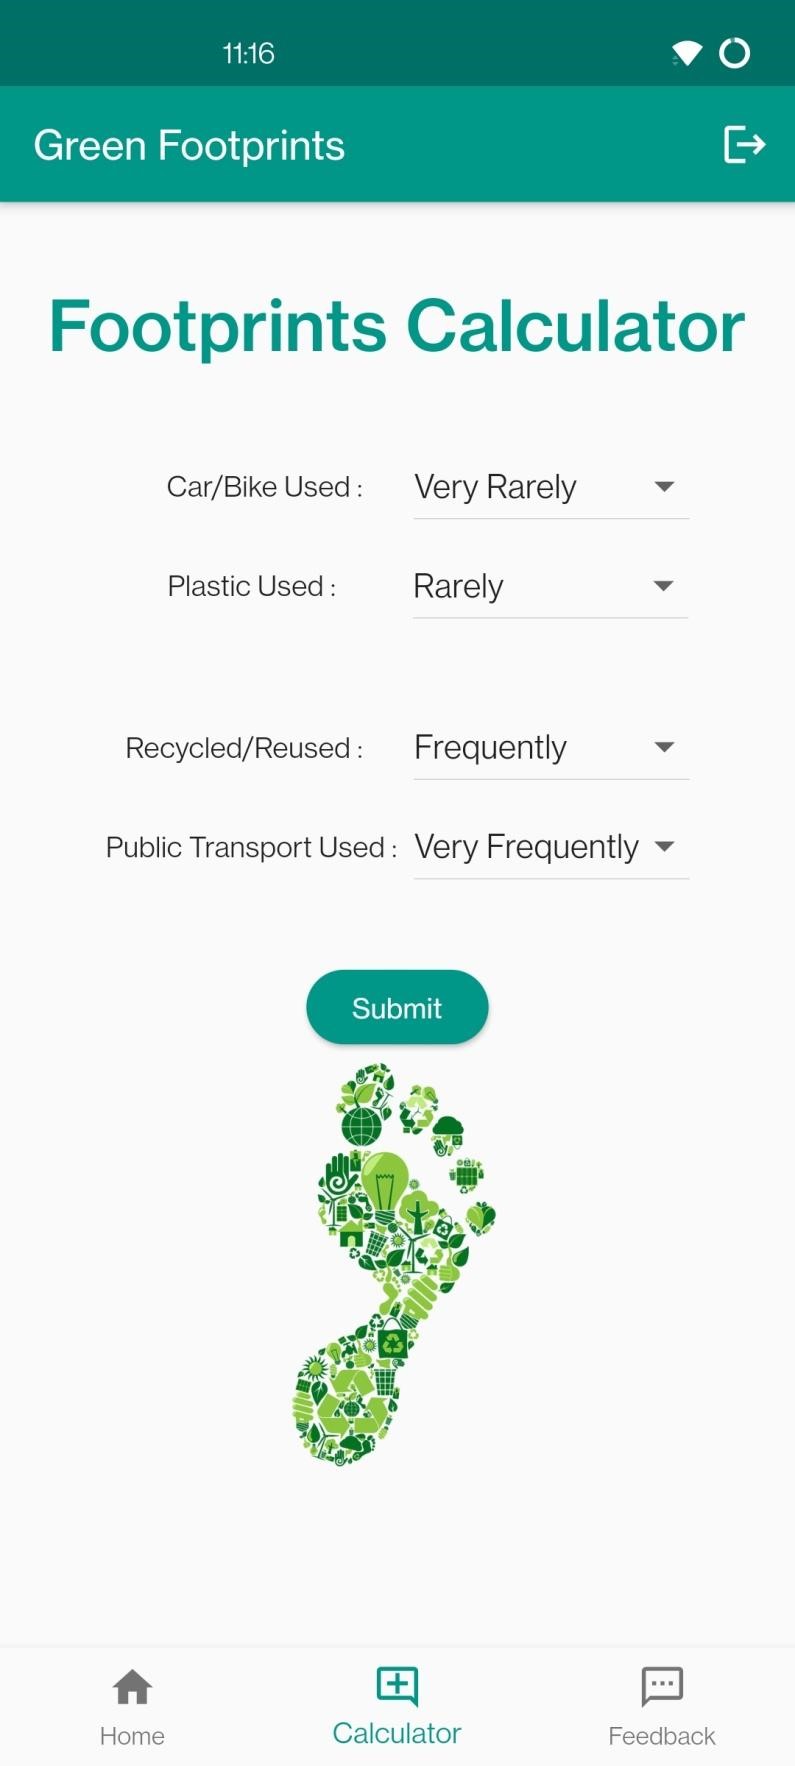 11:16
Green Footprints
Footprints Calculator
Car/Bike Used : Very Rarely
Plastic Used : Rarely
Recycled/Reused : Frequently
Public Transport Used : Very Frequently
Submit
Home Calculator Feedback